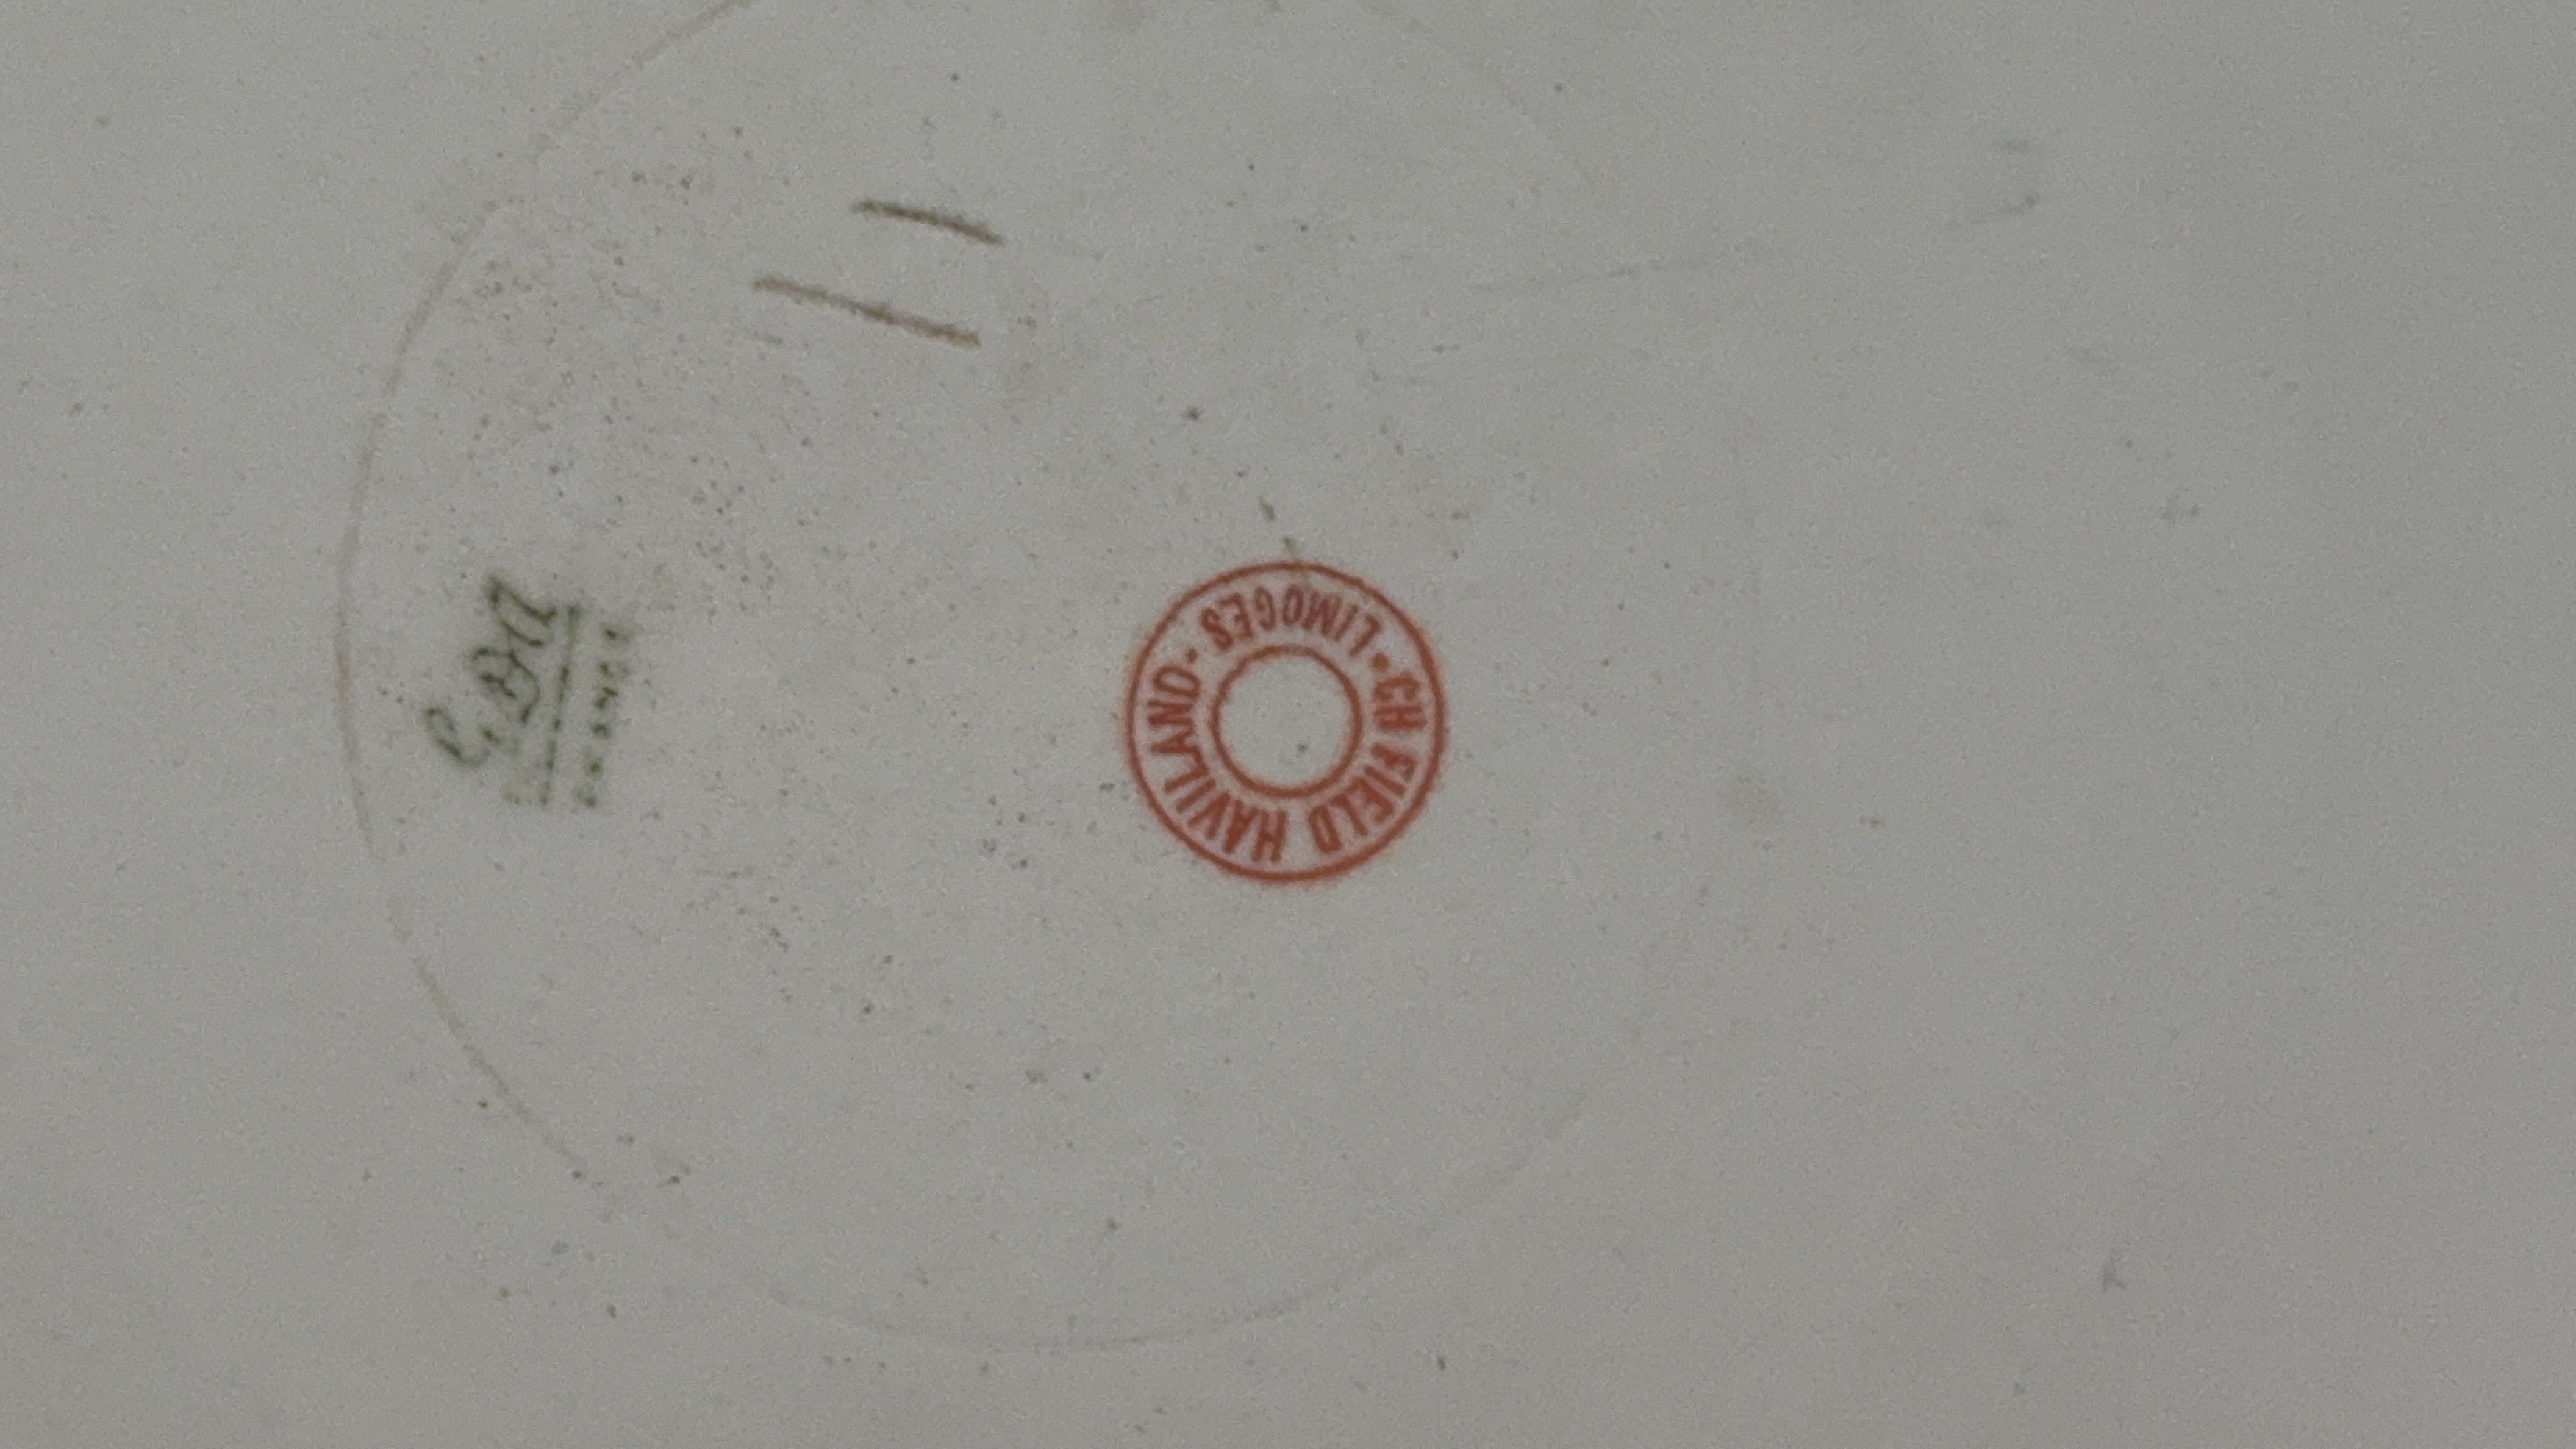 CH FIELD HAVILAND
LIMOGES
GDA
FRANCE